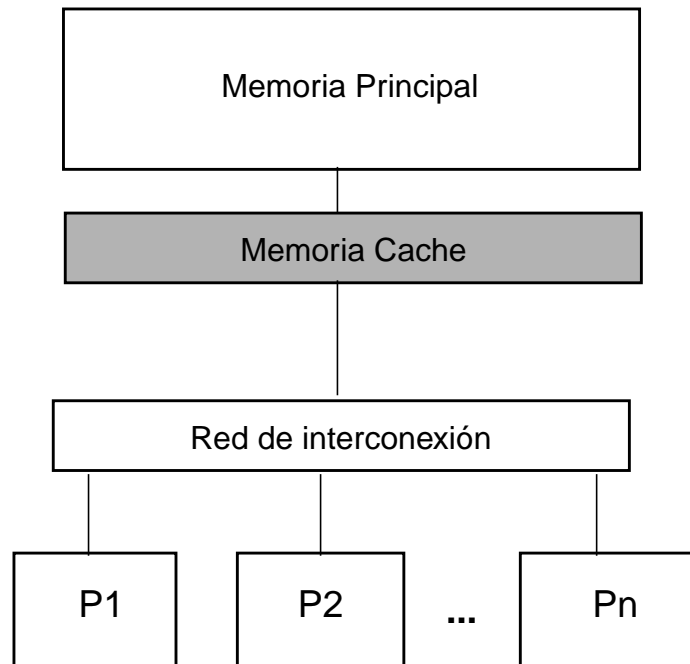 Memoria Principal
Memoria Cache
Red de interconexión
P1 P2 ... Pn